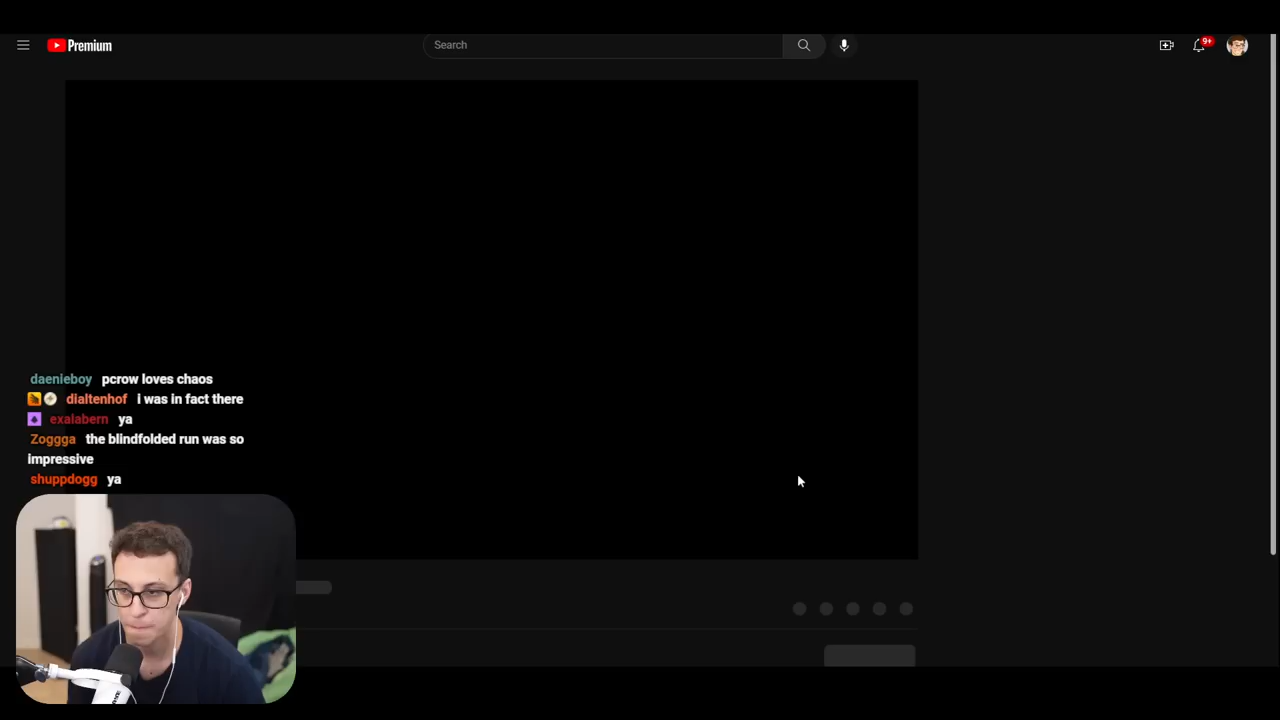 Premium
Search
9+
daenieboy pcrow loves chaos
dialtenhof i was in fact there
exalabern ya
Zoggga the blindfolded run was so
impressive
shuppdogg ya